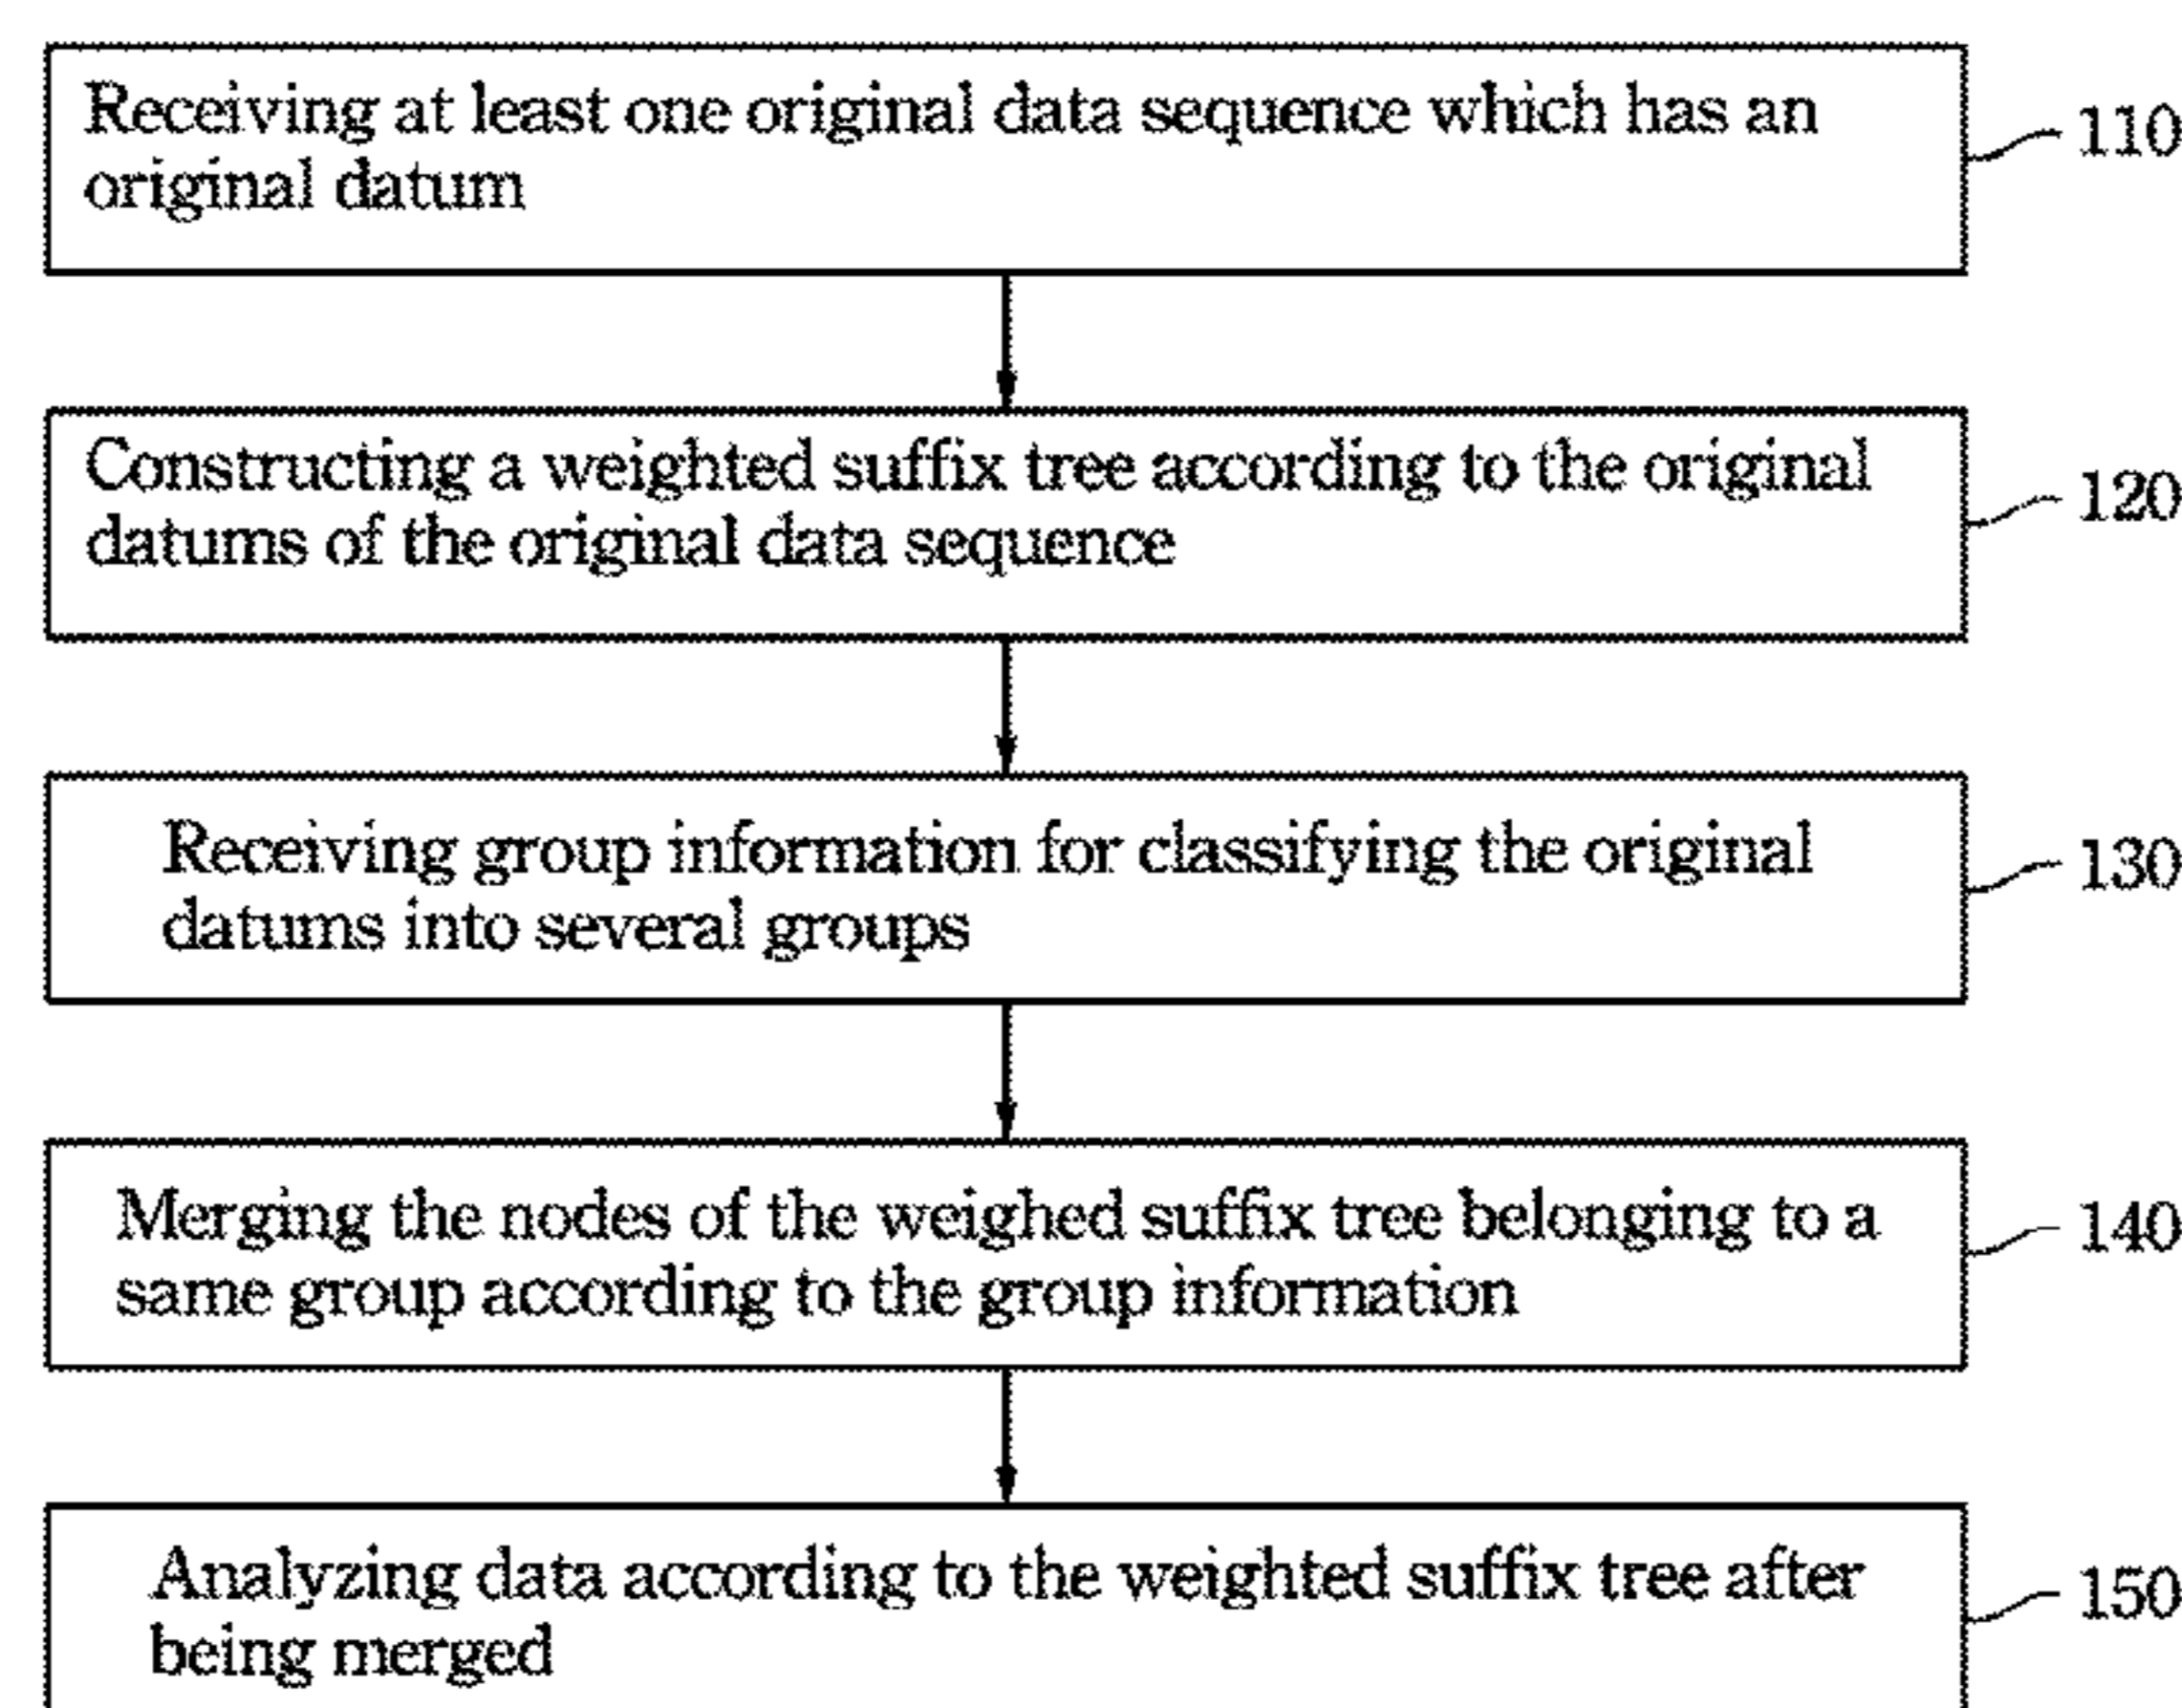 Receiving at least one original data sequence which has an
original datum
110
Constructing a weighted suffix tree according to the original
datums of the original data sequence
120
Receiving group information for classifying the original
datums into several groups
130
Merging the nodes of the weighed suffix tree belonging to a
same group according to the group information
140
Analyzing data according to the weighted suffix tree after
being merged
150